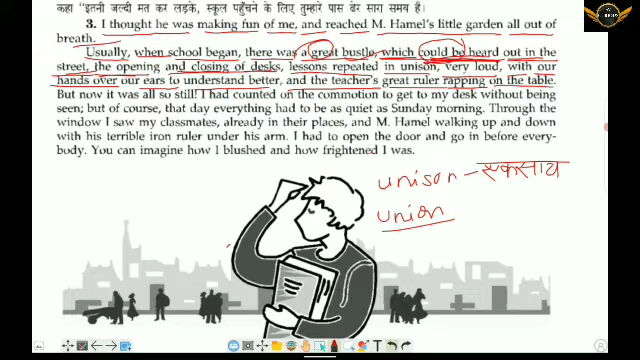 कहा "इतनी जल्दी मत कर लड़के, स्कूल पहुँचने के लिए तुम्हारे पास ढेर सारा समय है।
3. I thought he was making fun of me, and reached M. Hamel's little garden all out of
breath.
Usually, when school began, there was a great bustle, which could be heard out in the
street, the opening and closing of desks, lessons repeated in unison, very loud, with our
hands over our ears to understand better, and the teacher's great ruler rapping on the table.
But now it was all so still! I had counted on the commotion to get to my desk without being
seen; but of course, that day everything had to be as quiet as Sunday morning. Through the
window I saw my classmates, already in their places, and M. Hamel walking up and down
with his terrible iron ruler under his arm. I had to open the door and go in before every-
body. You can imagine how I blushed and how frightened I was.
unison – एकसाथ
union